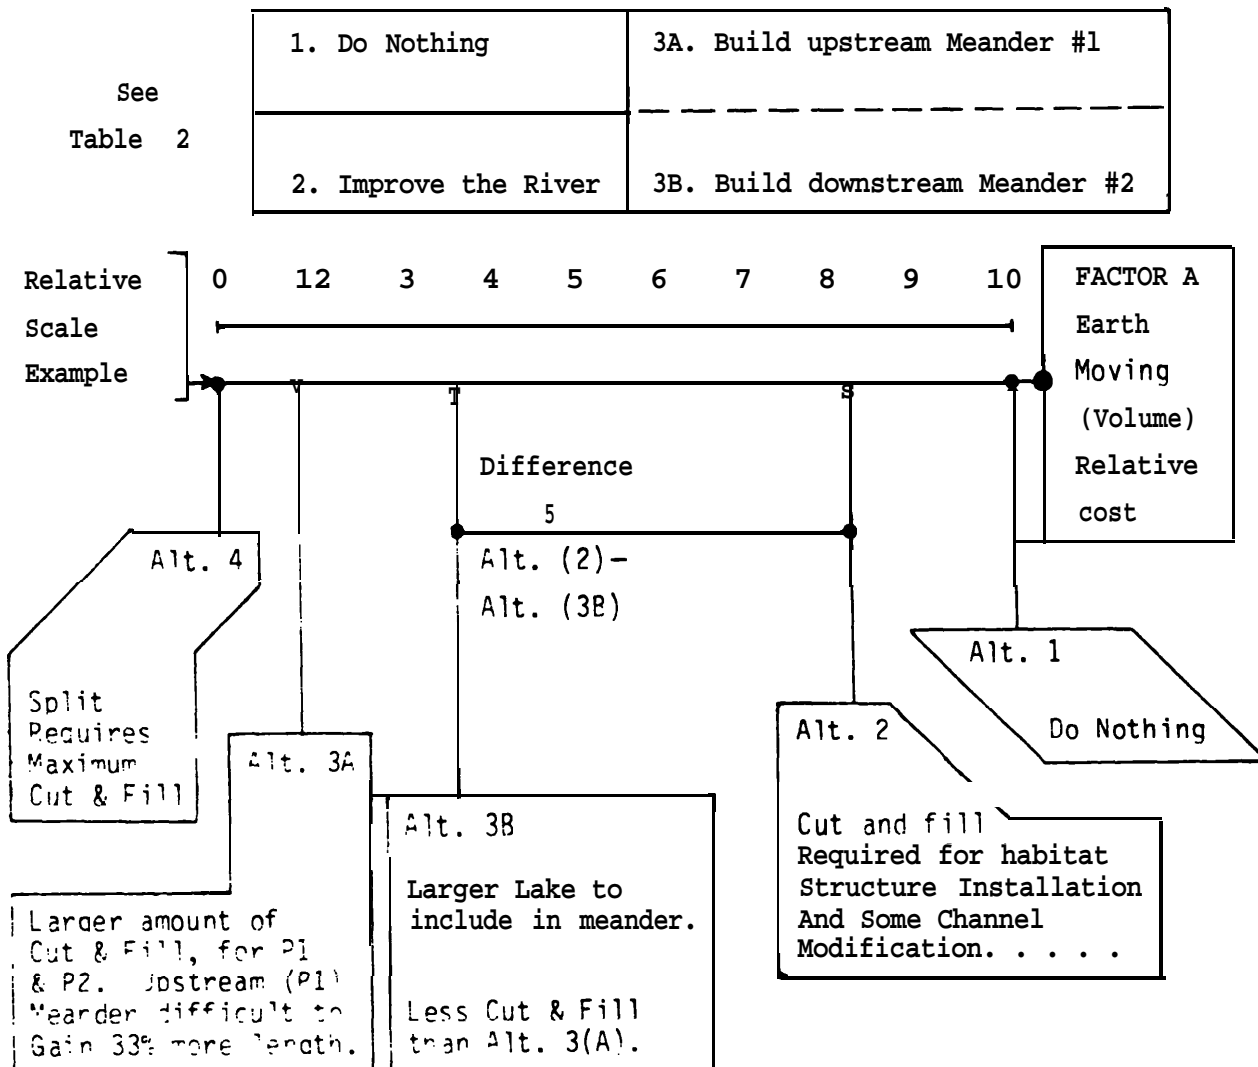 1. Do Nothing
3A. Build upstream Meander #1
See
Table 2
2. Improve the River
3B. Build downstream Meander #2
Relative
Scale
Example
0 12 3 4 5 6 7 8 9 10
FACTOR A
Earth
Moving
(Volume)
Relative
cost
V
T
S
Difference
5
Alt. (2)-
Alt. (3B)
Alt. 4
Split
Requires
Maximum
Cut & Fill
Alt. 3A
Larger amount of
Cut & Fill, for P1
& P2. Upstream (P1)
Meander difficult to
Gain 33% more length.
Alt. 3B
Larger Lake to
include in meander.
Less Cut & Fill
than Alt. 3(A).
Alt. 2
Cut and fill
Required for habitat
Structure Installation
And Some Channel
Modification. . . . .
Alt. 1
Do Nothing